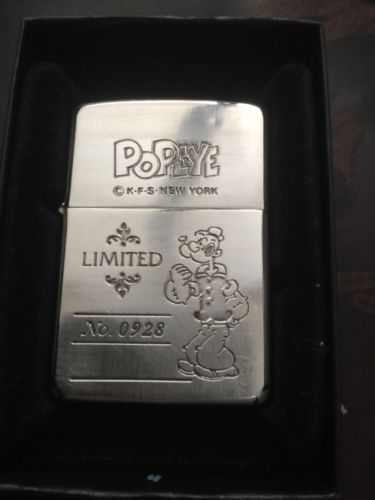 POPEYE
© K·F·S·NEW YORK
LIMITED
No. 0928